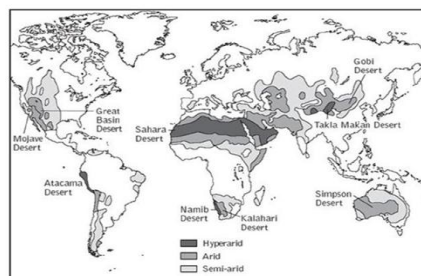 Gobi
Desert
Great
Basin
Desert
Mojave
Desert
Sahara
Desert
Takla Makan Desert
Atacama
Desert
Namib
Desert
Kalahari
Desert
Simpson
Desert
Hyperarid
Arid
Semi-arid